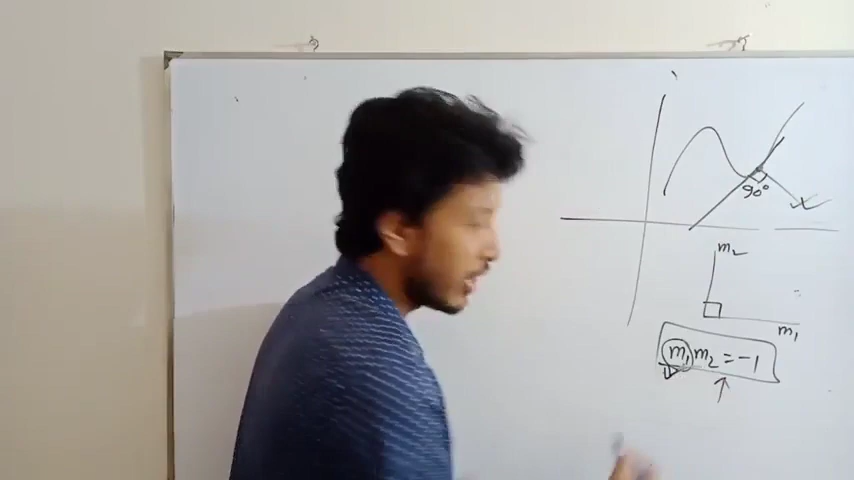 90°
m₂
m₁
m₁m₂ = -1